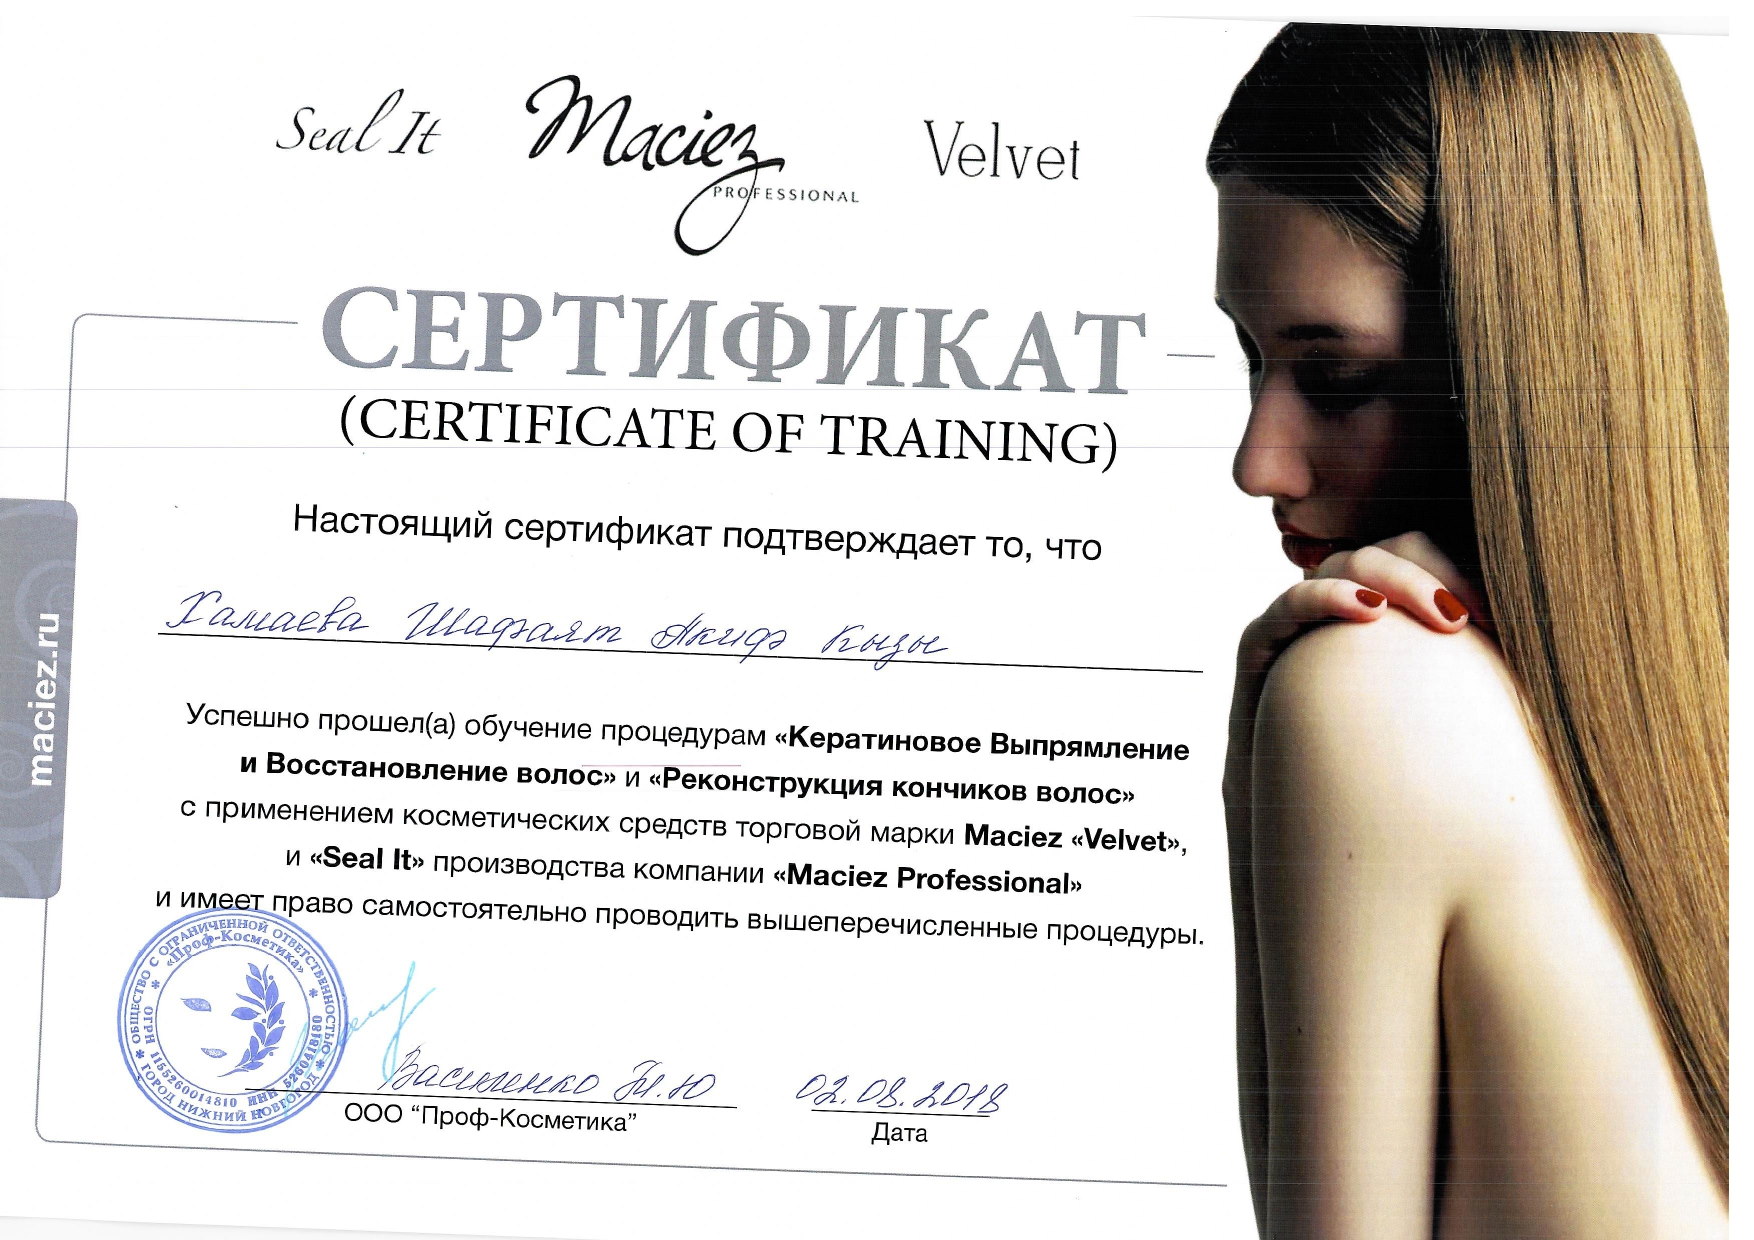 Seal It
Maciez
PROFESSIONAL
Velvet
СЕРТИФИКАТ
(CERTIFICATE OF TRAINING)
Настоящий сертификат подтверждает то, что
Хамаева Шафаят Акиф Кызы
Успешно прошел(а) обучение процедурам «Кератиновое Выпрямление
и Восстановление волос» и «Реконструкция кончиков волос»
с применением косметических средств торговой марки Maciez «Velvet»,
и «Seal It» производства компании «Maciez Professional»
и имеет право самостоятельно проводить вышеперечисленные процедуры.
maciez.ru
ОБЩЕСТВО С ОГРАНИЧЕННОЙ ОТВЕТСТВЕННОСТЬЮ
«Проф-Косметика»
ОГРН 1155260014810 ИНН 5260418180
ГОРОД НИЖНИЙ НОВГОРОД
Василенко Н.Ю
02.08.2018
ООО “Проф-Косметика”
Дата